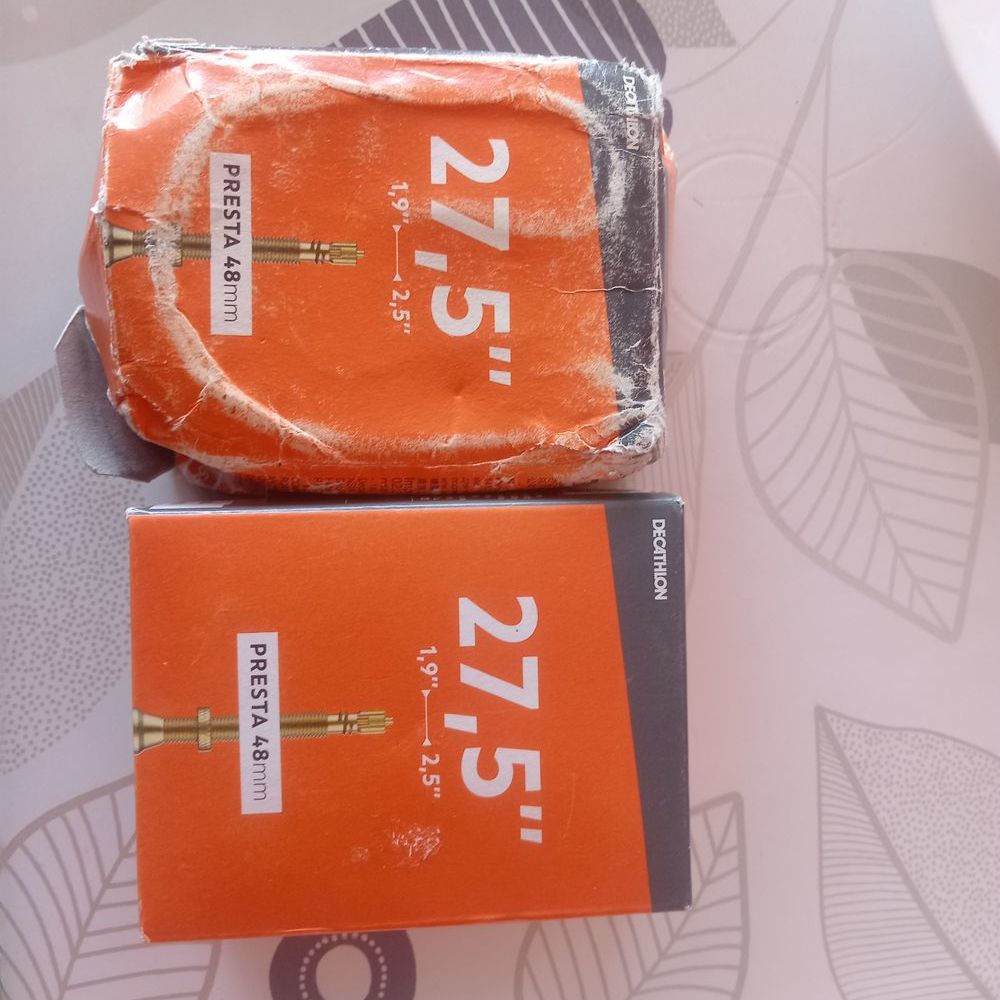 DECATHLON
27,5"
1,9" 2,5"
PRESTA 48mm
DECATHLON
27,5"
1,9" 2,5"
PRESTA 48mm